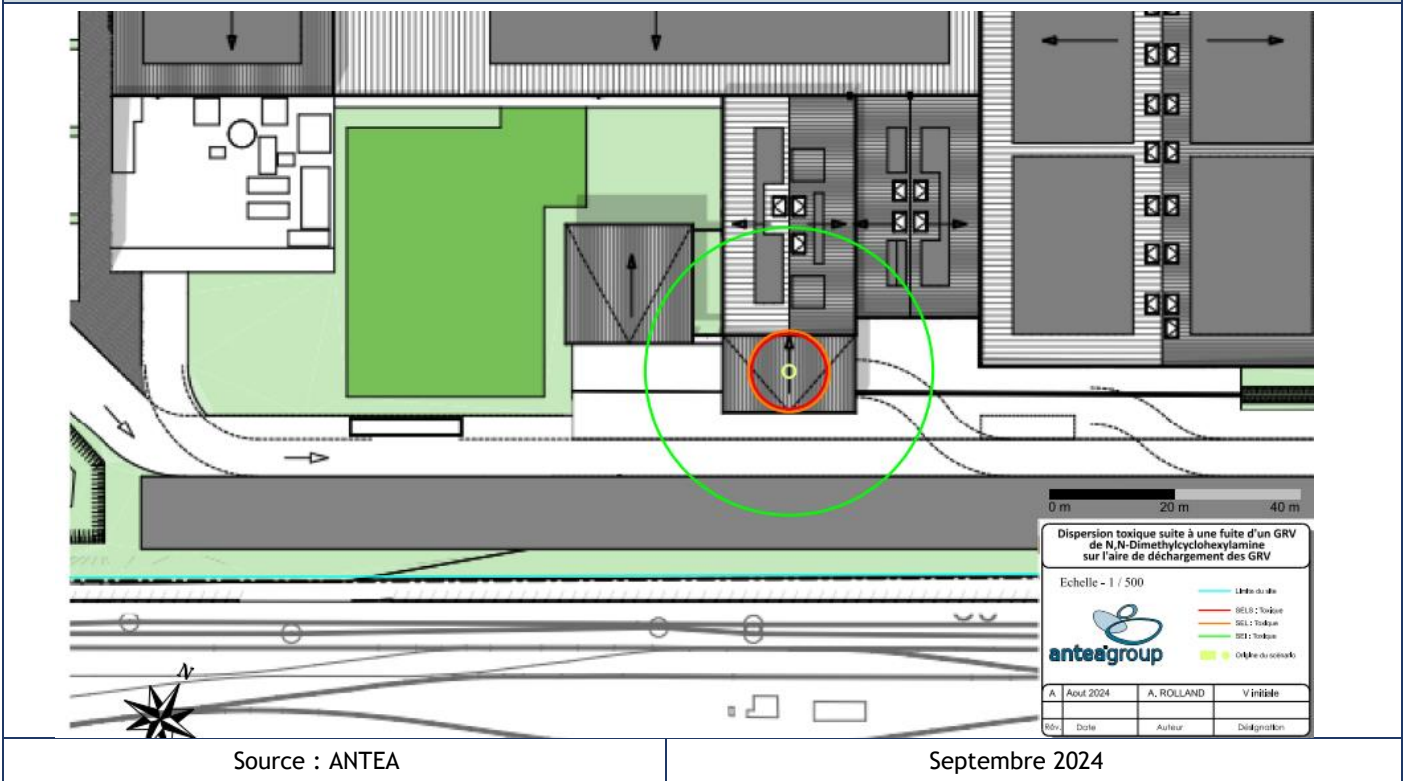 0 m 20 m 40 m
Dispersion toxique suite à une fuite d'un GRV
de N,N-Dimethylcyclohexylamine
sur l'aire de déchargement des GRV
Echelle - 1 / 500
Limite du site
SELS : Toxique
SEL : Toxique
SEI : Toxique
Origine du scénario
anteagroup
A Aout 2024 A. ROLLAND V initiale
Rév. Date Auteur Désignation
N
Source : ANTEA Septembre 2024